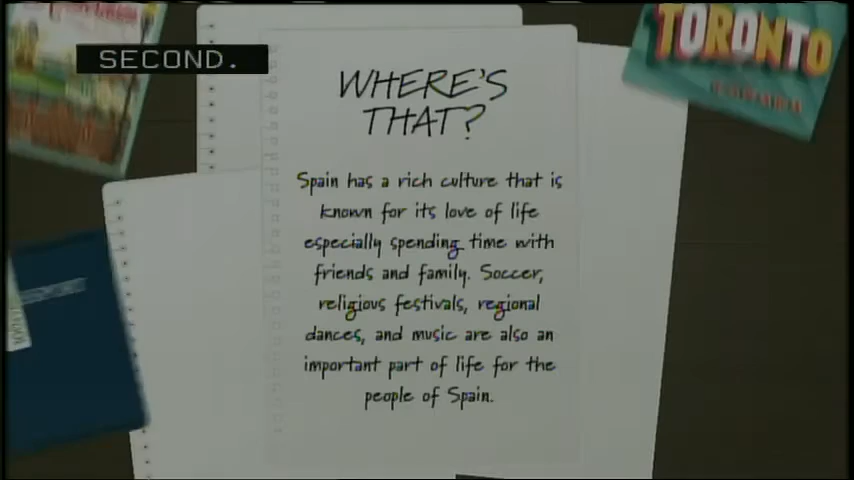 SECOND.
TORONTO
WHERE'S
THAT?
Spain has a rich culture that is
known for its love of life
especially spending time with
friends and family. Soccer,
religious festivals, regional
dances, and music are also an
important part of life for the
people of Spain.